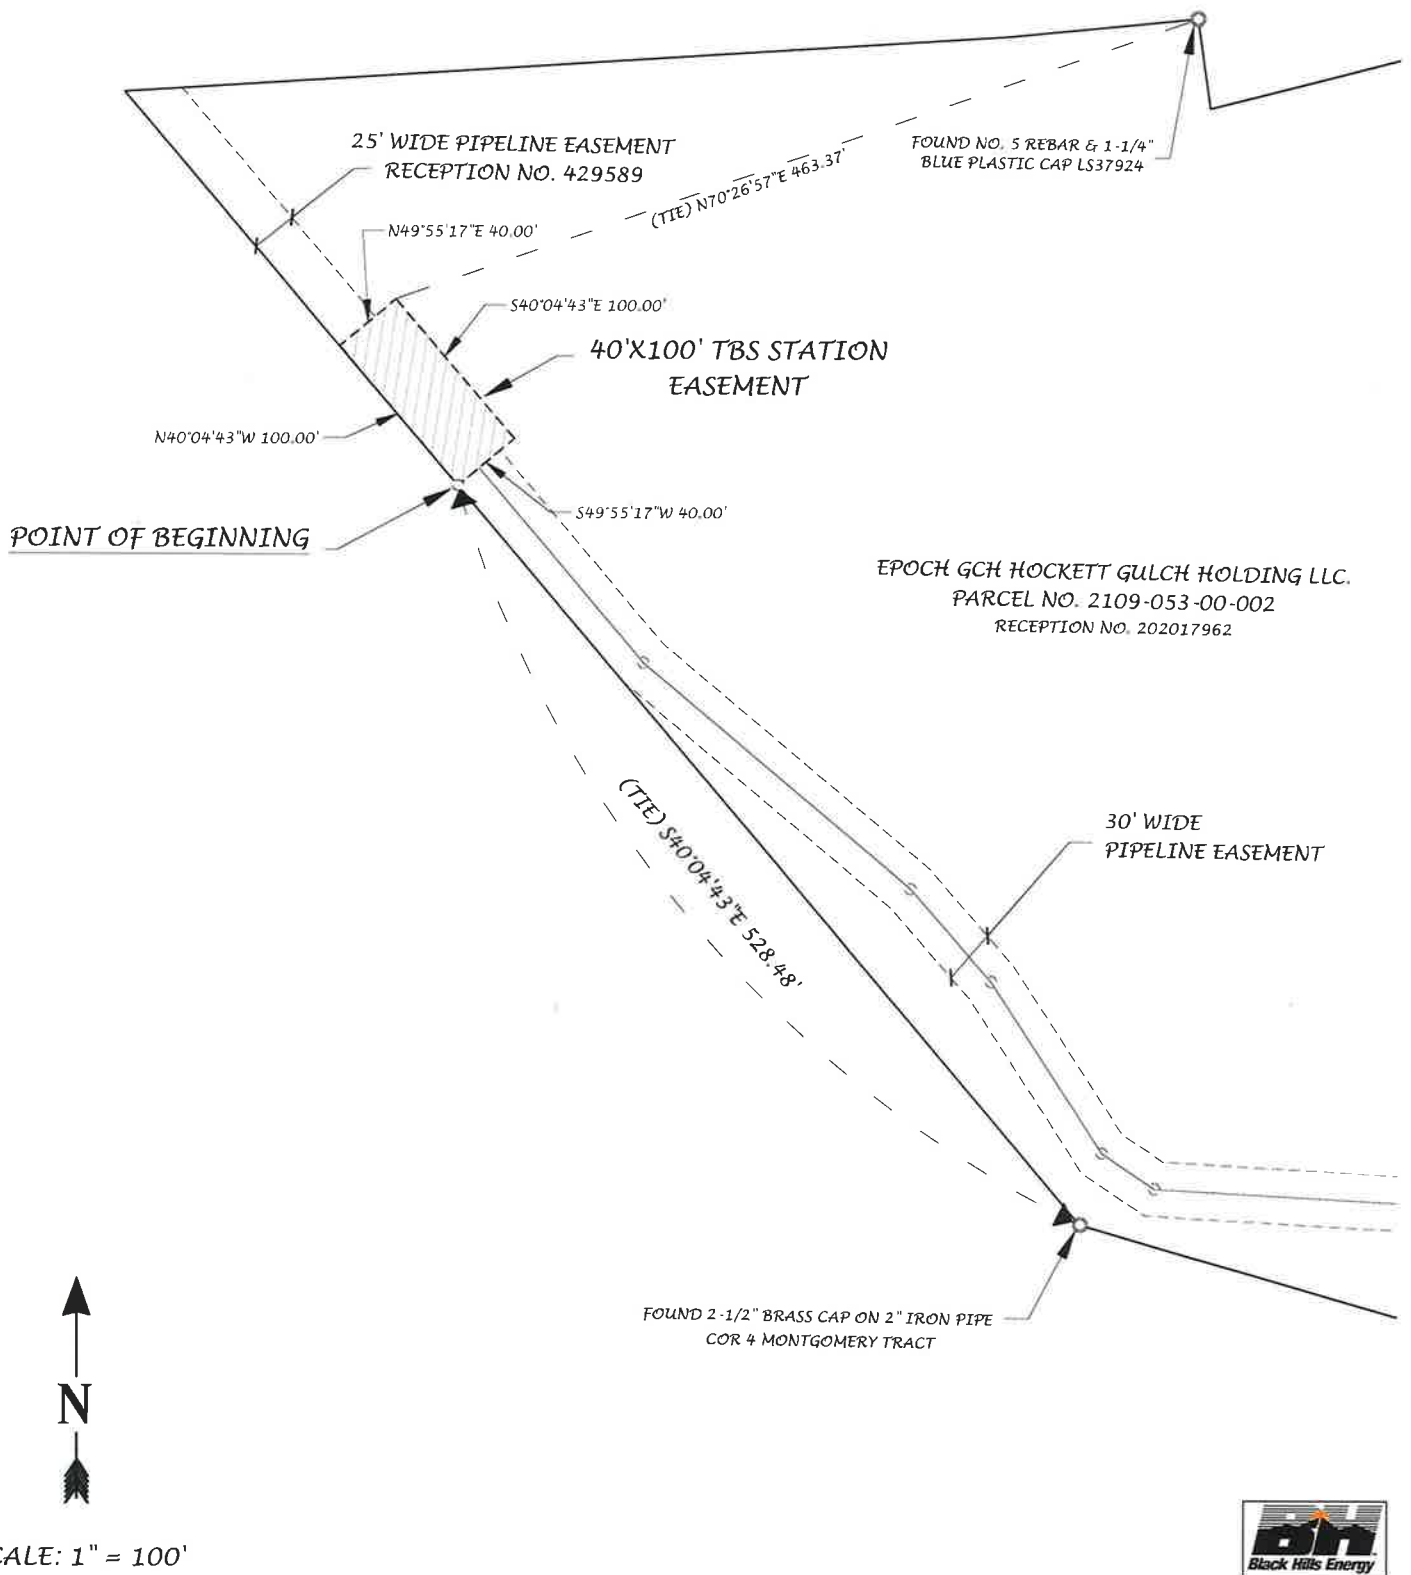 25' WIDE PIPELINE EASEMENT
RECEPTION NO. 429589
FOUND NO. 5 REBAR & 1-1/4"
BLUE PLASTIC CAP LS37924
(TIE) N70°26'57"E 463.37'
N49°55'17"E 40.00'
S40°04'43"E 100.00'
40'X100' TBS STATION
EASEMENT
N40°04'43"W 100.00'
S49°55'17"W 40.00'
POINT OF BEGINNING
EPOCH GCH HOCKETT GULCH HOLDING LLC.
PARCEL NO. 2109-053-00-002
RECEPTION NO. 202017962
(TIE) S40°04'43"E 528.48'
30' WIDE
PIPELINE EASEMENT
FOUND 2-1/2" BRASS CAP ON 2" IRON PIPE
COR 4 MONTGOMERY TRACT
N
CALE: 1" = 100'
BH
Black Hills Energy